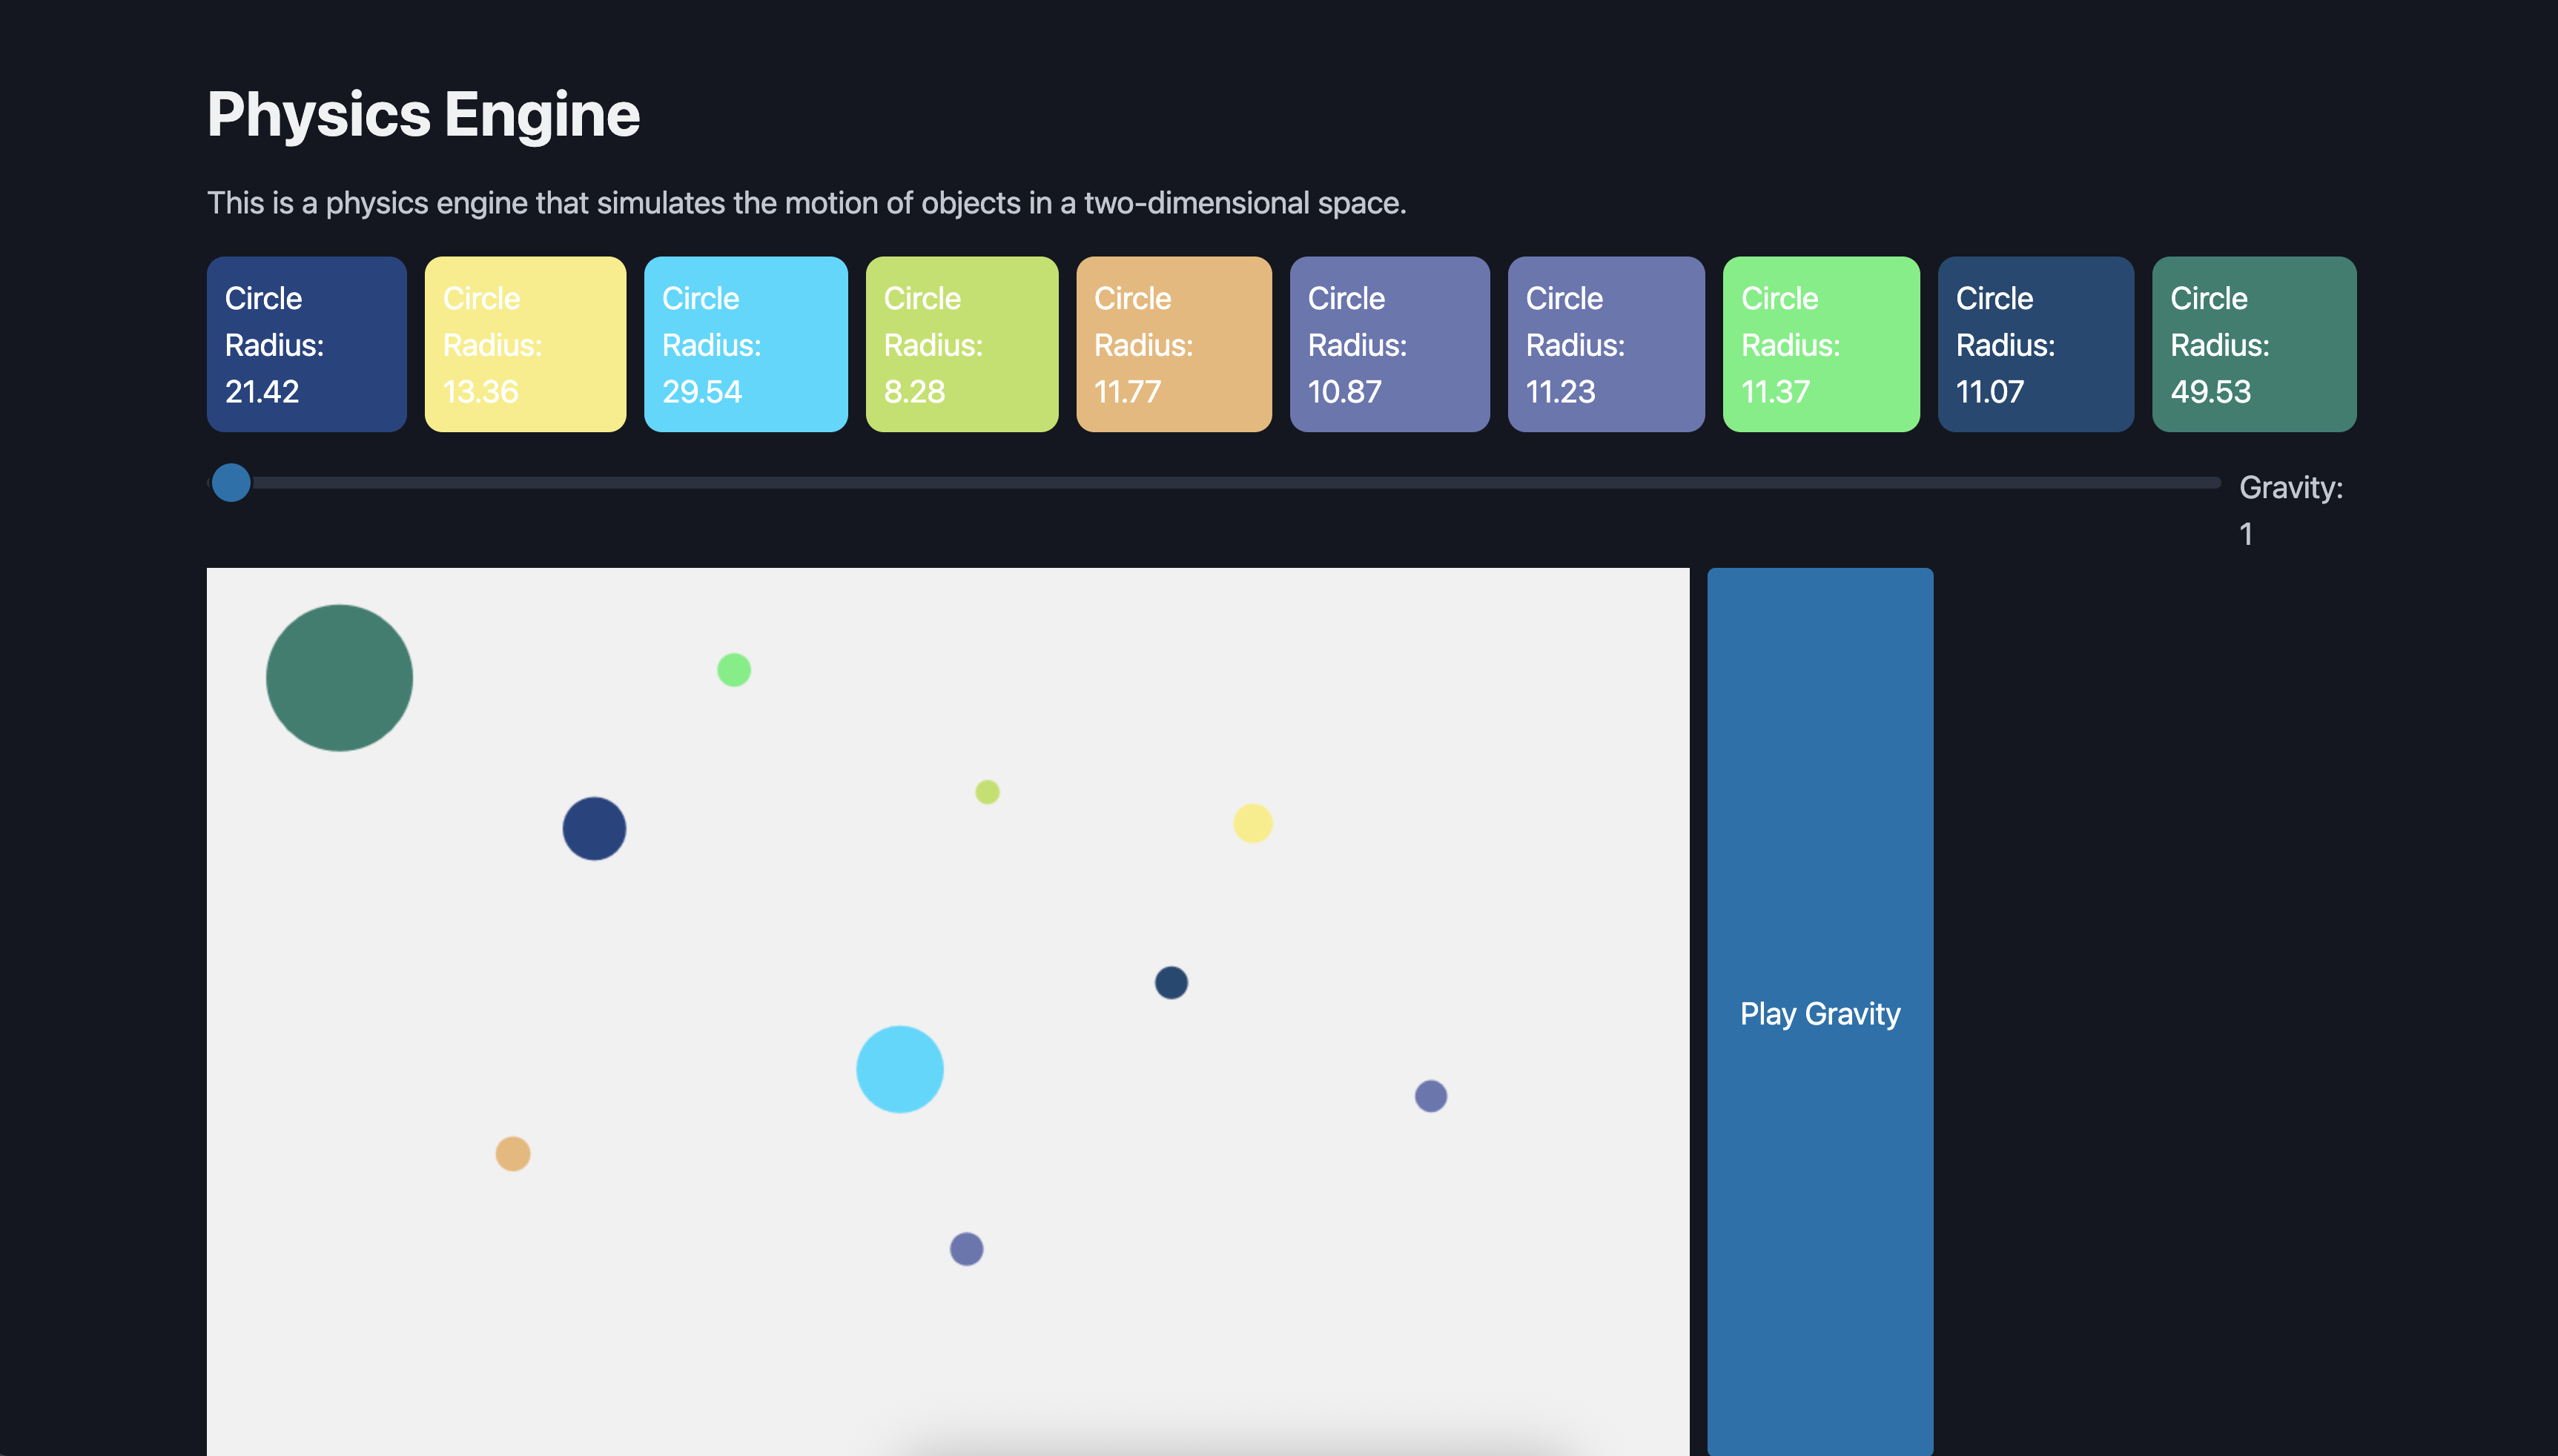 Physics Engine
This is a physics engine that simulates the motion of objects in a two-dimensional space.
Circle
Radius:
21.42
Circle
Radius:
13.36
Circle
Radius:
29.54
Circle
Radius:
8.28
Circle
Radius:
11.77
Circle
Radius:
10.87
Circle
Radius:
11.23
Circle
Radius:
11.37
Circle
Radius:
11.07
Circle
Radius:
49.53
Gravity:
1
Play Gravity